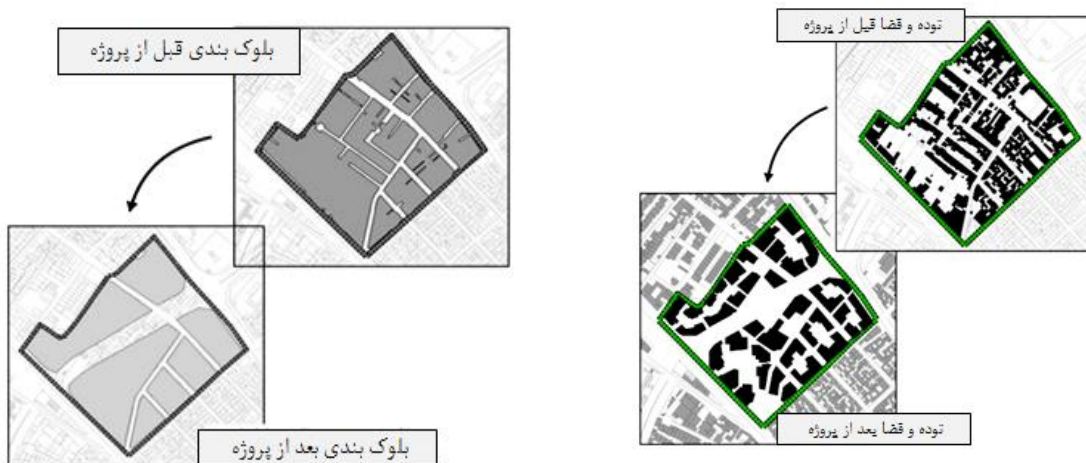 توده و فضا قبل از پروژه
بلوک بندی قبل از پروژه
توده و فضا بعد از پروژه
بلوک بندی بعد از پروژه